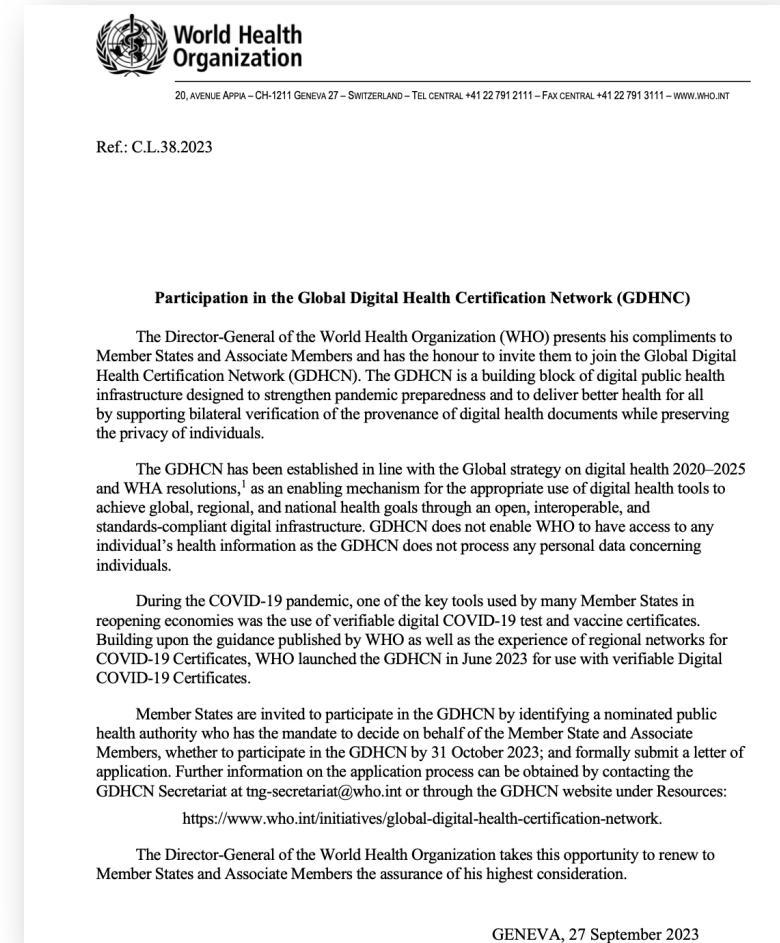 World Health
Organization
20, AVENUE APPIA – CH-1211 GENEVA 27 – SWITZERLAND – TEL CENTRAL +41 22 791 2111 – FAX CENTRAL +41 22 791 3111 – WWW.WHO.INT
Ref.: C.L.38.2023
Participation in the Global Digital Health Certification Network (GDHNC)
The Director-General of the World Health Organization (WHO) presents his compliments to
Member States and Associate Members and has the honour to invite them to join the Global Digital
Health Certification Network (GDHCN). The GDHCN is a building block of digital public health
infrastructure designed to strengthen pandemic preparedness and to deliver better health for all
by supporting bilateral verification of the provenance of digital health documents while preserving
the privacy of individuals.
The GDHCN has been established in line with the Global strategy on digital health 2020–2025
and WHA resolutions,¹ as an enabling mechanism for the appropriate use of digital health tools to
achieve global, regional, and national health goals through an open, interoperable, and
standards-compliant digital infrastructure. GDHCN does not enable WHO to have access to any
individual's health information as the GDHCN does not process any personal data concerning
individuals.
During the COVID-19 pandemic, one of the key tools used by many Member States in
reopening economies was the use of verifiable digital COVID-19 test and vaccine certificates.
Building upon the guidance published by WHO as well as the experience of regional networks for
COVID-19 Certificates, WHO launched the GDHCN in June 2023 for use with verifiable Digital
COVID-19 Certificates.
Member States are invited to participate in the GDHCN by identifying a nominated public
health authority who has the mandate to decide on behalf of the Member State and Associate
Members, whether to participate in the GDHCN by 31 October 2023; and formally submit a letter of
application. Further information on the application process can be obtained by contacting the
GDHCN Secretariat at tng-secretariat@who.int or through the GDHCN website under Resources:
https://www.who.int/initiatives/global-digital-health-certification-network.
The Director-General of the World Health Organization takes this opportunity to renew to
Member States and Associate Members the assurance of his highest consideration.
GENEVA, 27 September 2023